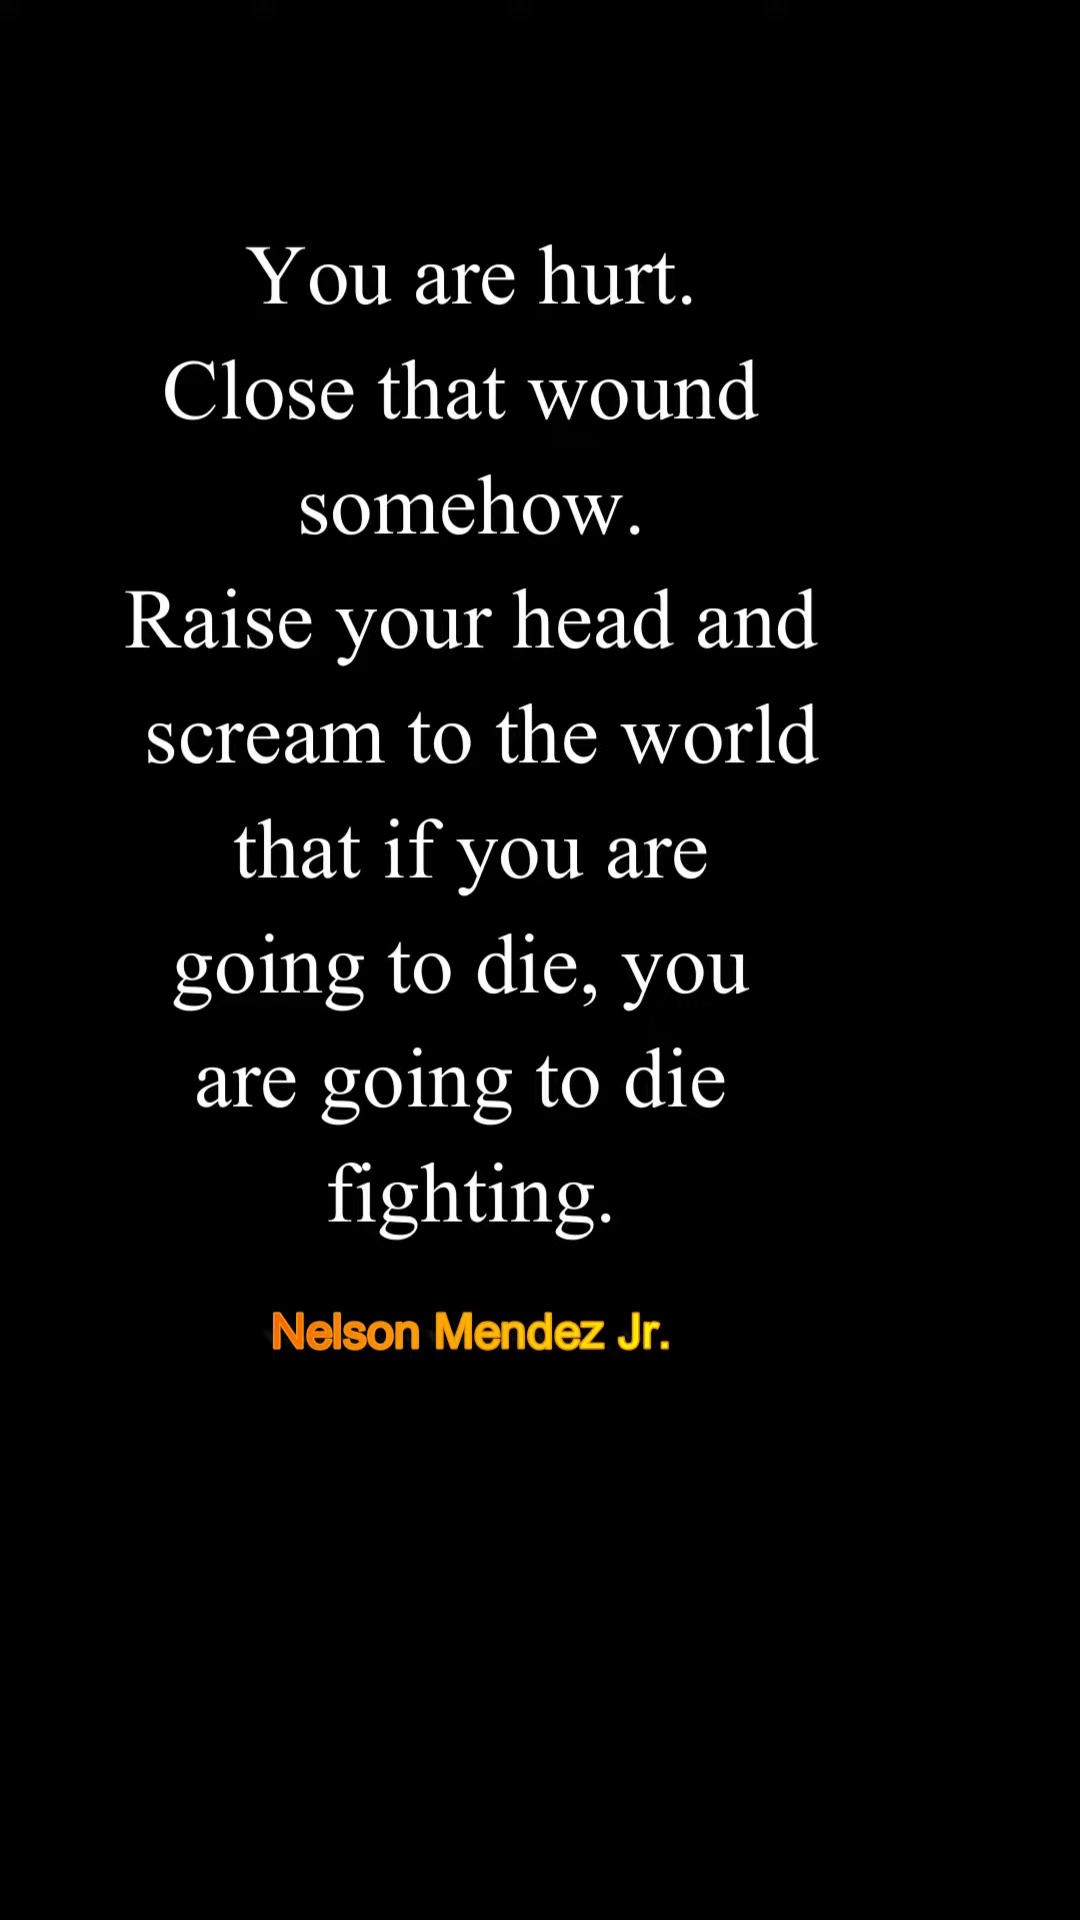 You are hurt.
Close that wound
somehow.
Raise your head and
scream to the world
that if you are
going to die, you
are going to die
fighting.
Nelson Mendez Jr.